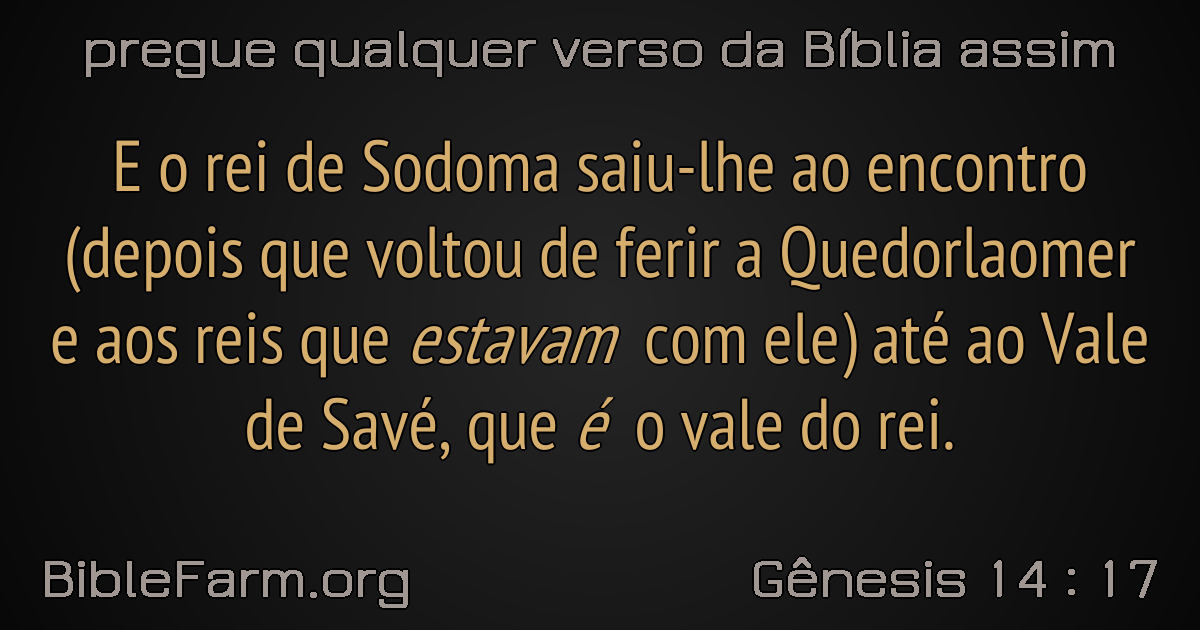 pregue qualquer verso da Bíblia assim
E o rei de Sodoma saiu-lhe ao encontro
(depois que voltou de ferir a Quedorlaomer
e aos reis que estavam com ele) até ao Vale
de Savé, que é o vale do rei.
BibleFarm.org
Gênesis 14 : 17